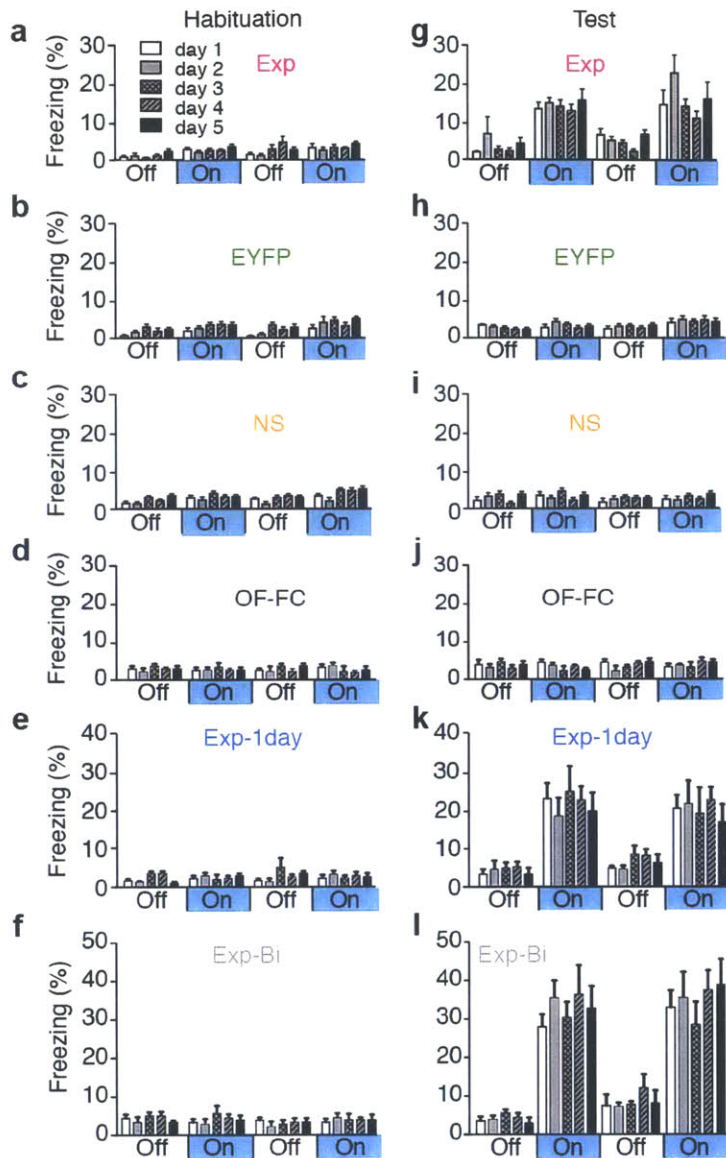 Habituation
Test
a
Freezing (%)
30
20
10
0
day 1
day 2
day 3
day 4
day 5
Exp
Off
On
Off
On
g
30
20
10
0
Exp
Off
On
Off
On
b
Freezing (%)
30
20
10
0
EYFP
Off
On
Off
On
h
30
20
10
0
EYFP
Off
On
Off
On
c
Freezing (%)
30
20
10
0
NS
Off
On
Off
On
i
30
20
10
0
NS
Off
On
Off
On
d
Freezing (%)
30
20
10
0
OF-FC
Off
On
Off
On
j
30
20
10
0
OF-FC
Off
On
Off
On
e
Freezing (%)
40
30
20
10
0
Exp-1day
Off
On
Off
On
k
40
30
20
10
0
Exp-1day
Off
On
Off
On
f
Freezing (%)
50
40
30
20
10
0
Exp-Bi
Off
On
Off
On
l
50
40
30
20
10
0
Exp-Bi
Off
On
Off
On